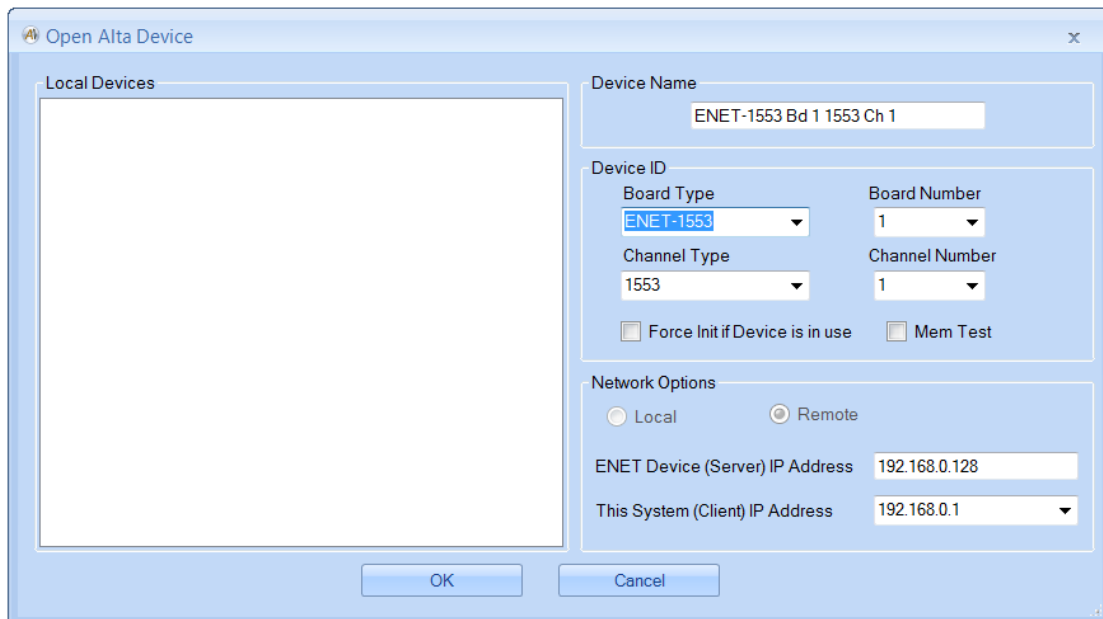 Open Alta Device
x
Local Devices
Device Name
ENET-1553 Bd 1 1553 Ch 1
Device ID
Board Type
Board Number
ENET-1553
1
Channel Type
Channel Number
1553
1
Force Init if Device is in use
Mem Test
Network Options
Local
Remote
ENET Device (Server) IP Address
192.168.0.128
This System (Client) IP Address
192.168.0.1
OK
Cancel